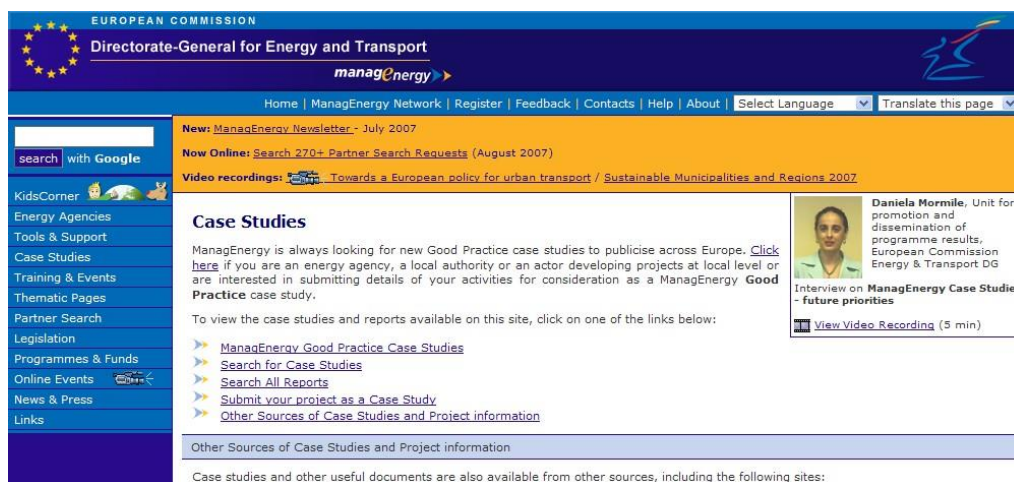 EUROPEAN COMMISSION
Directorate-General for Energy and Transport
managenergy
Home | ManagEnergy Network | Register | Feedback | Contacts | Help | About | Select Language Translate this page
search with Google
KidsCorner
Energy Agencies
Tools & Support
Case Studies
Training & Events
Thematic Pages
Partner Search
Legislation
Programmes & Funds
Online Events
News & Press
Links
New: ManagEnergy Newsletter - July 2007
Now Online: Search 270+ Partner Search Requests (August 2007)
Video recordings: Towards a European policy for urban transport / Sustainable Municipalities and Regions 2007
Case Studies
ManagEnergy is always looking for new Good Practice case studies to publicise across Europe. Click
here if you are an energy agency, a local authority or an actor developing projects at local level or
are interested in submitting details of your activities for consideration as a ManagEnergy Good
Practice case study.
To view the case studies and reports available on this site, click on one of the links below:
ManagEnergy Good Practice Case Studies
Search for Case Studies
Search All Reports
Submit your project as a Case Study
Other Sources of Case Studies and Project information
Daniela Mormile, Unit for
promotion and
dissemination of
programme results,
European Commission
Energy & Transport DG
Interview on ManagEnergy Case Studie
- future priorities
View Video Recording (5 min)
Other Sources of Case Studies and Project information
Case studies and other useful documents are also available from other sources, including the following sites: